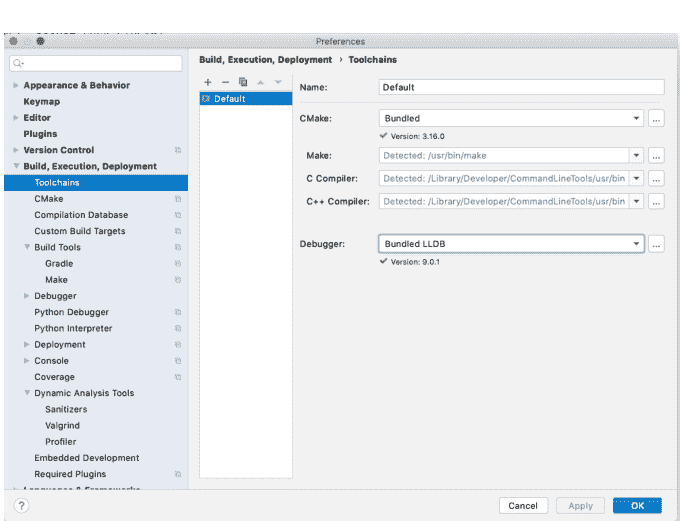 Preferences
Build, Execution, Deployment › Toolchains
Appearance & Behavior
Keymap
Editor
Plugins
Version Control
Build, Execution, Deployment
Toolchains
CMake
Compilation Database
Custom Build Targets
Build Tools
Gradle
Make
Debugger
Python Debugger
Python Interpreter
Deployment
Console
Coverage
Dynamic Analysis Tools
Sanitizers
Valgrind
Profiler
Embedded Development
Required Plugins
Languages & Frameworks
+ −
Default
Name: Default
CMake: Bundled ...
Version: 3.16.0
Make: Detected: /usr/bin/make ...
C Compiler: Detected: /Library/Developer/CommandLineTools/usr/bin ...
C++ Compiler: Detected: /Library/Developer/CommandLineTools/usr/bin ...
Debugger: Bundled LLDB ...
Version: 9.0.1
? Cancel Apply OK